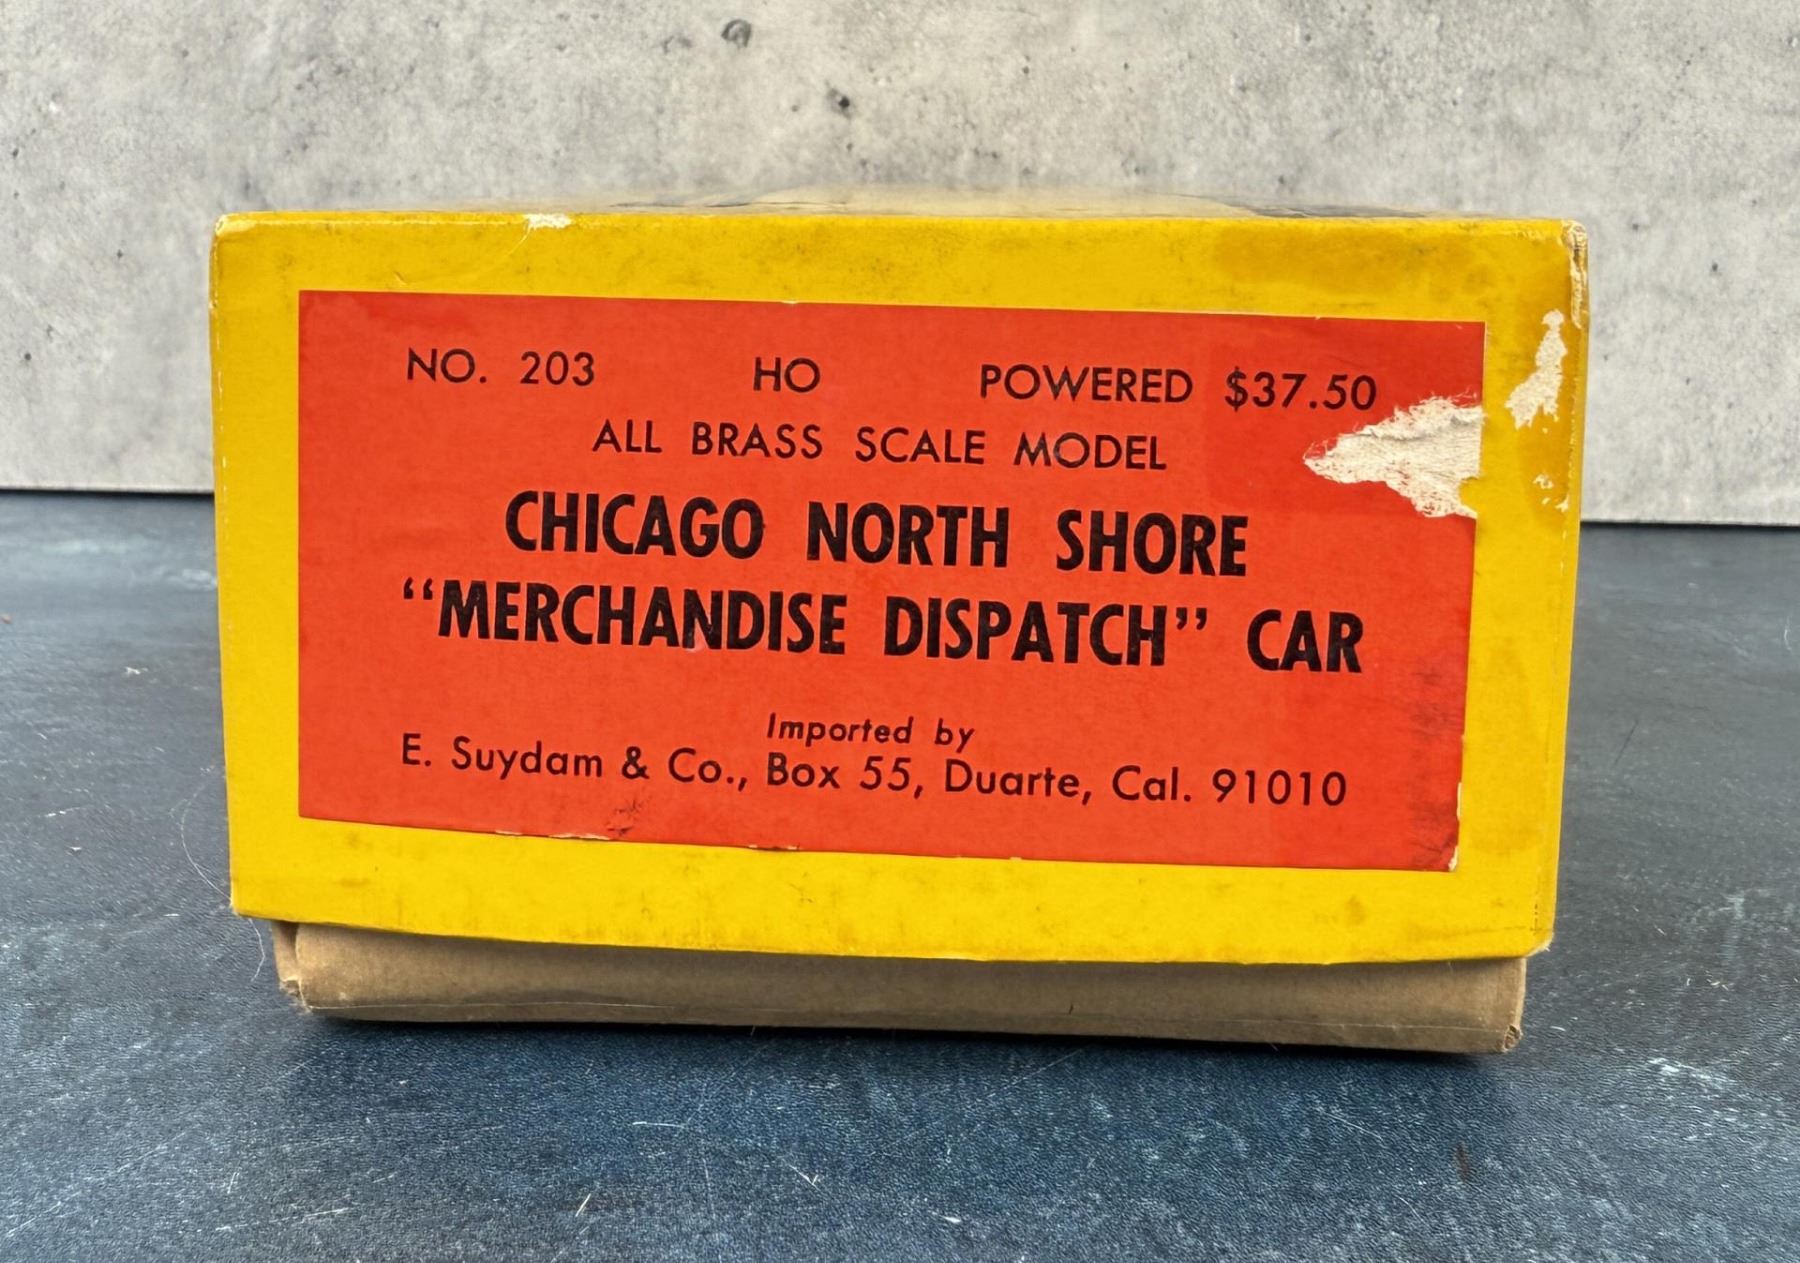 NO. 203 HO POWERED $37.50
ALL BRASS SCALE MODEL
CHICAGO NORTH SHORE
“MERCHANDISE DISPATCH” CAR
Imported by
E. Suydam & Co., Box 55, Duarte, Cal. 91010